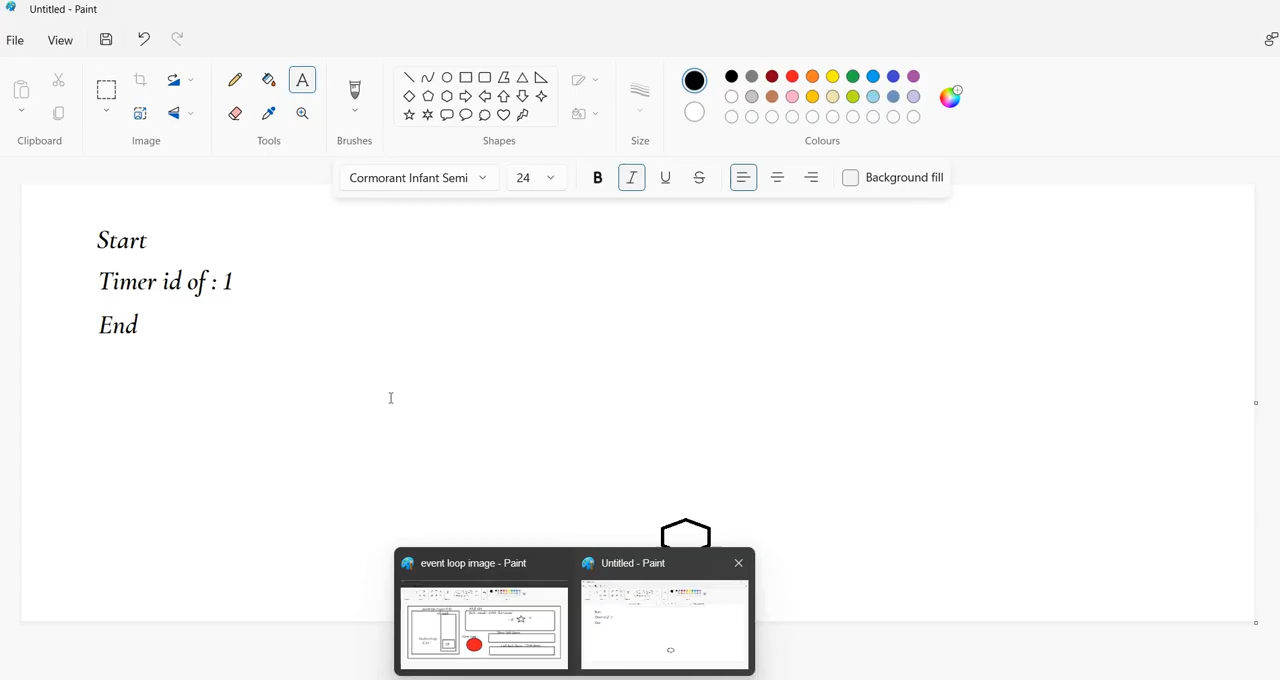 Untitled - Paint
File View
Clipboard
Image
Tools
Brushes
Shapes
Size
Colours
Cormorant Infant Semi 24 B I U S Background fill
Start
Timer id of : 1
End
event loop image - Paint
Untitled - Paint